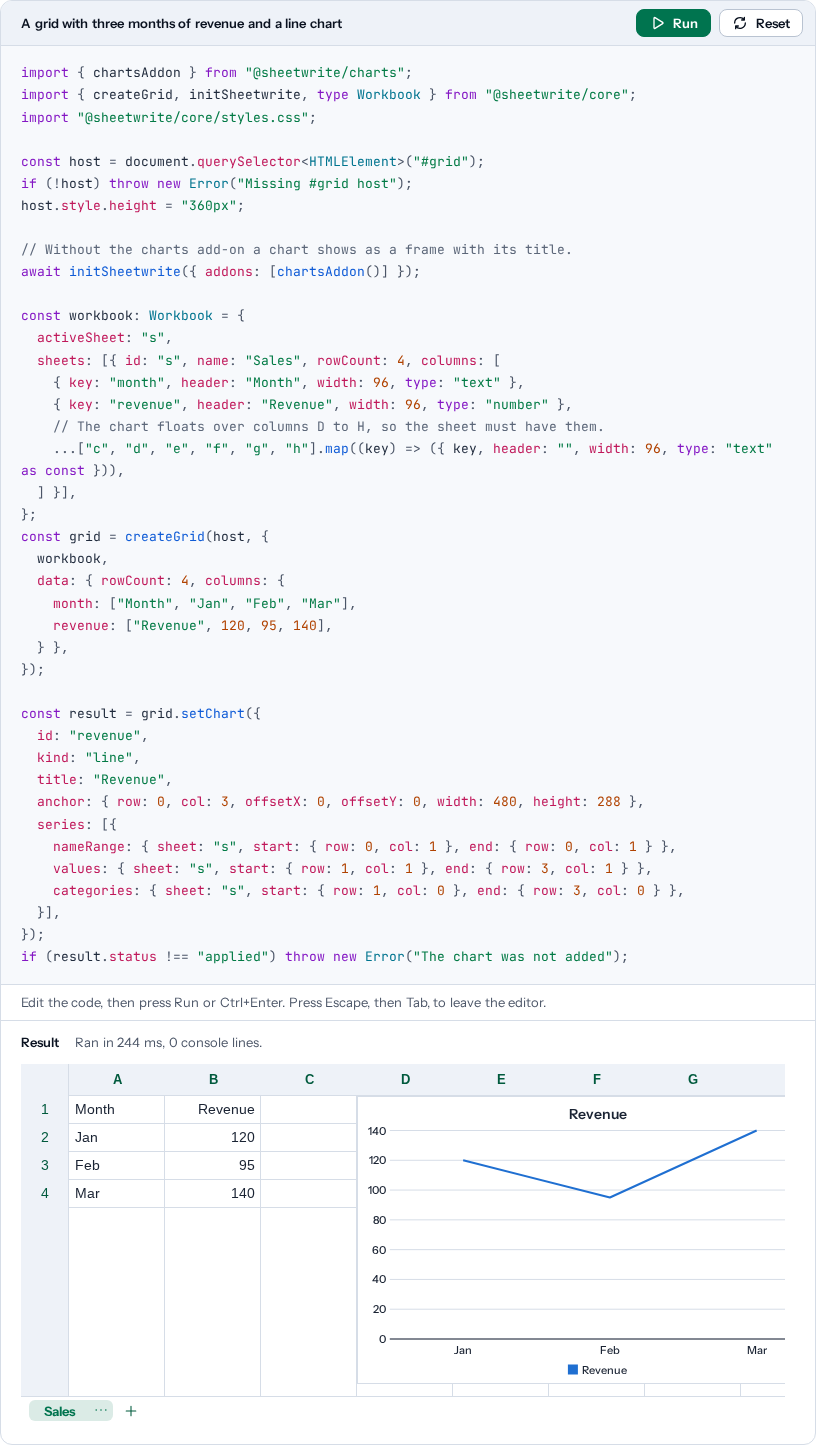 A grid with three months of revenue and a line chart
Run
Reset
import { chartsAddon } from "@sheetwrite/charts";
import { createGrid, initSheetwrite, type Workbook } from "@sheetwrite/core";
import "@sheetwrite/core/styles.css";

const host = document.querySelector<HTMLElement>("#grid");
if (!host) throw new Error("Missing #grid host");
host.style.height = "360px";

// Without the charts add-on a chart shows as a frame with its title.
await initSheetwrite({ addons: [chartsAddon()] });

const workbook: Workbook = {
  activeSheet: "s",
  sheets: [{ id: "s", name: "Sales", rowCount: 4, columns: [
    { key: "month", header: "Month", width: 96, type: "text" },
    { key: "revenue", header: "Revenue", width: 96, type: "number" },
    // The chart floats over columns D to H, so the sheet must have them.
    ...["c", "d", "e", "f", "g", "h"].map((key) => ({ key, header: "", width: 96, type: "text"
as const })),
  ] }],
};
const grid = createGrid(host, {
  workbook,
  data: { rowCount: 4, columns: {
    month: ["Month", "Jan", "Feb", "Mar"],
    revenue: ["Revenue", 120, 95, 140],
  } },
});

const result = grid.setChart({
  id: "revenue",
  kind: "line",
  title: "Revenue",
  anchor: { row: 0, col: 3, offsetX: 0, offsetY: 0, width: 480, height: 288 },
  series: [{
    nameRange: { sheet: "s", start: { row: 0, col: 1 }, end: { row: 0, col: 1 } },
    values: { sheet: "s", start: { row: 1, col: 1 }, end: { row: 3, col: 1 } },
    categories: { sheet: "s", start: { row: 1, col: 0 }, end: { row: 3, col: 0 } },
  }],
});
if (result.status !== "applied") throw new Error("The chart was not added");
Edit the code, then press Run or Ctrl+Enter. Press Escape, then Tab, to leave the editor.
Result Ran in 244 ms, 0 console lines.
A B C D E F G
1 Month Revenue
2 Jan 120
3 Feb 95
4 Mar 140
Revenue
140
120
100
80
60
40
20
0
Jan Feb Mar
Revenue
Sales ... +